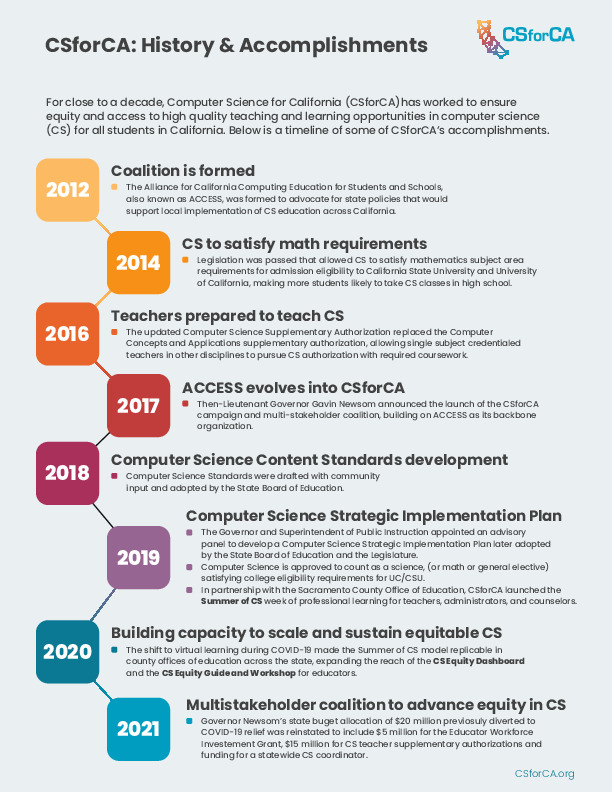 CSforCA: History & Accomplishments
CSforCA
For close to a decade, Computer Science for California (CSforCA)has worked to ensure
equity and access to high quality teaching and learning opportunities in computer science
(CS) for all students in California. Below is a timeline of some of CSforCA's accomplishments.
2012
Coalition is formed
The Alliance for California Computing Education for Students and Schools,
also known as ACCESS, was formed to advocate for state policies that would
support local implementation of CS education across California.
2014
CS to satisfy math requirements
Legislation was passed that allowed CS to satisfy mathematics subject area
requirements for admission eligibility to California State University and University
of California, making more students likely to take CS classes in high school.
2016
Teachers prepared to teach CS
The updated Computer Science Supplementary Authorization replaced the Computer
Concepts and Applications supplementary authorization, allowing single subject credentialed
teachers in other disciplines to pursue CS authorization with required coursework.
2017
ACCESS evolves into CSforCA
Then-Lieutenant Governor Gavin Newsom announced the launch of the CSforCA
campaign and multi-stakeholder coalition, building on ACCESS as its backbone
organization.
2018
Computer Science Content Standards development
Computer Science Standards were drafted with community
input and adopted by the State Board of Education.
2019
Computer Science Strategic Implementation Plan
The Governor and Superintendent of Public Instruction appointed an advisory
panel to develop a Computer Science Strategic Implementation Plan later adopted
by the State Board of Education and the Legislature.
Computer Science is approved to count as a science, (or math or general elective)
satisfying college eligibility requirements for UC/CSU.
In partnership with the Sacramento County Office of Education, CSforCA launched the
Summer of CS week of professional learning for teachers, administrators, and counselors.
2020
Building capacity to scale and sustain equitable CS
The shift to virtual learning during COVID-19 made the Summer of CS model replicable in
county offices of education across the state, expanding the reach of the CS Equity Dashboard
and the CS Equity Guide and Workshop for educators.
2021
Multistakeholder coalition to advance equity in CS
Governor Newsom's state buget allocation of $20 million previously diverted to
COVID-19 relief was reinstated to include $5 million for the Educator Workforce
Investement Grant, $15 million for CS teacher supplementary authorizations and
funding for a statewide CS coordinator.
CSforCA.org